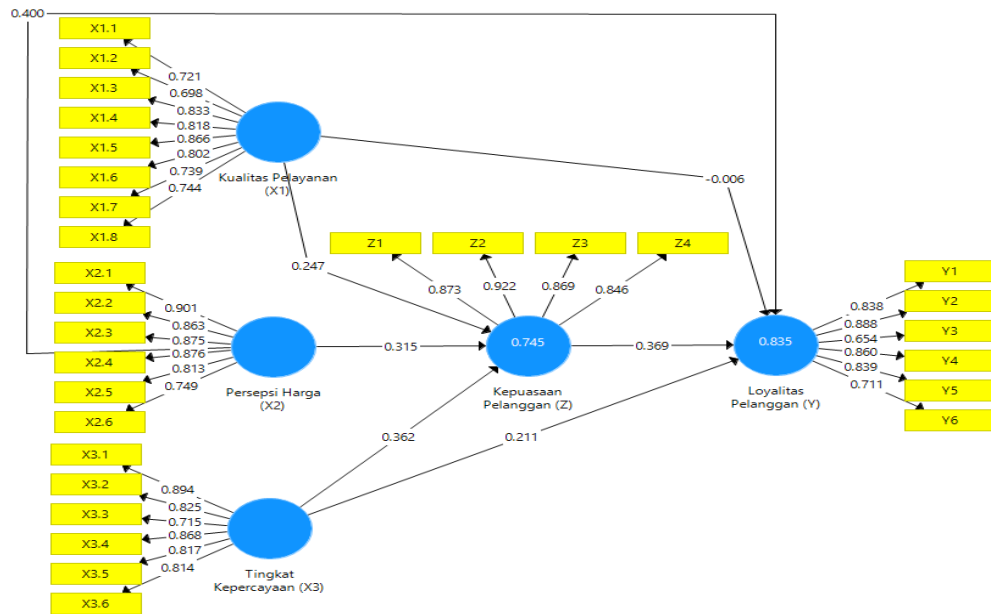 0.400
X1.1
X1.2
X1.3
X1.4
X1.5
X1.6
X1.7
X1.8
0.721
0.698
0.833
0.818
0.866
0.802
0.739
0.744
Kualitas Pelayanan
(X1)
-0.006
0.247
Z1
Z2
Z3
Z4
0.873
0.922
0.869
0.846
X2.1
X2.2
X2.3
X2.4
X2.5
X2.6
0.901
0.863
0.875
0.876
0.813
0.749
Persepsi Harga
(X2)
0.315
0.745
Kepuasaan
Pelanggan (Z)
0.369
0.835
Loyalitas
Pelanggan (Y)
0.838
0.888
0.654
0.860
0.839
0.711
Y1
Y2
Y3
Y4
Y5
Y6
0.362
0.211
X3.1
X3.2
X3.3
X3.4
X3.5
X3.6
0.894
0.825
0.715
0.868
0.817
0.814
Tingkat
Kepercayaan (X3)